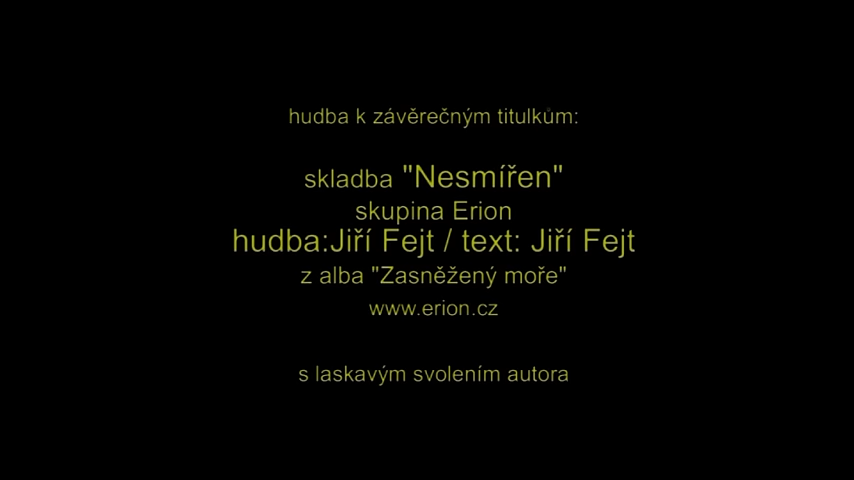 hudba k závěrečným titulkům:
skladba "Nesmířen"
skupina Erion
hudba:Jiří Fejt / text: Jiří Fejt
z alba "Zasněžený moře"
www.erion.cz
s laskavým svolením autora